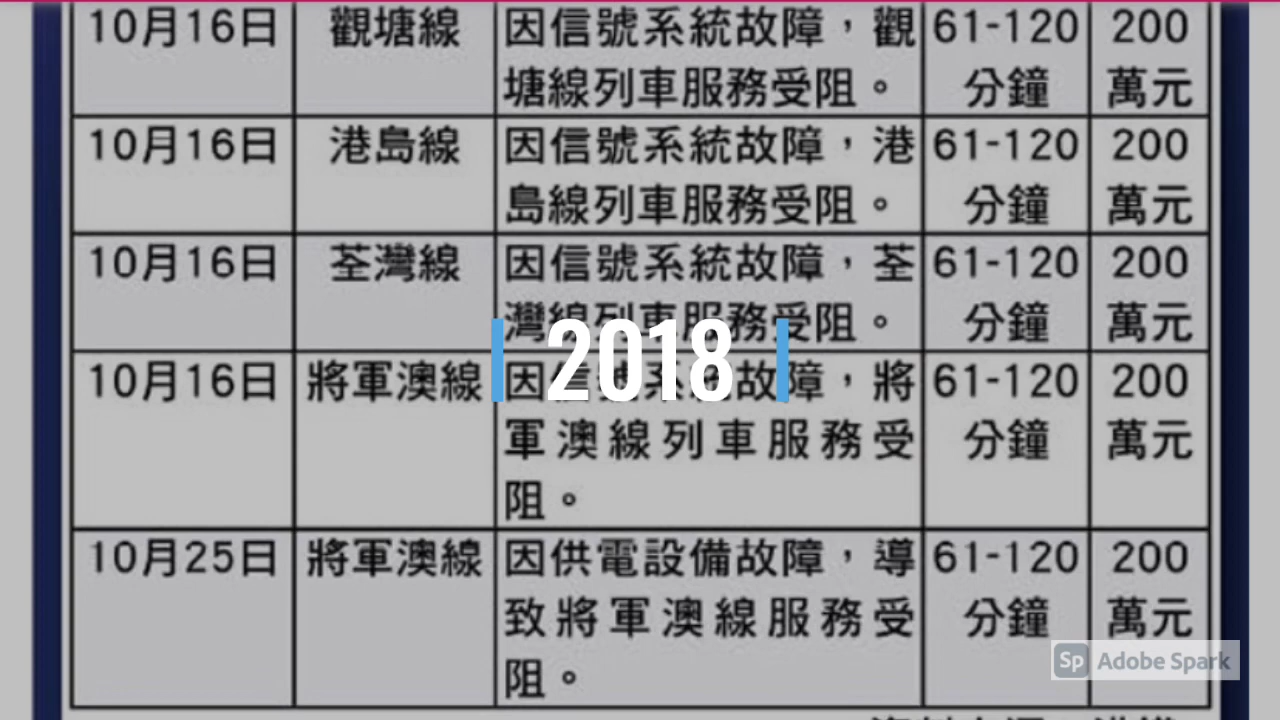 10月16日 觀塘線 因信號系統故障，觀 61-120 200
塘線列車服務受阻。 分鐘 萬元
10月16日 港島線 因信號系統故障，港 61-120 200
島線列車服務受阻。 分鐘 萬元
10月16日 荃灣線 因信號系統故障，荃 61-120 200
灣線列車服務受阻。 分鐘 萬元
2018
10月16日 將軍澳線 因信號系統故障，將 61-120 200
軍澳線列車服務受 分鐘 萬元
阻。
10月25日 將軍澳線 因供電設備故障，導 61-120 200
致將軍澳線服務受 分鐘 萬元
阻。
Sp Adobe Spark